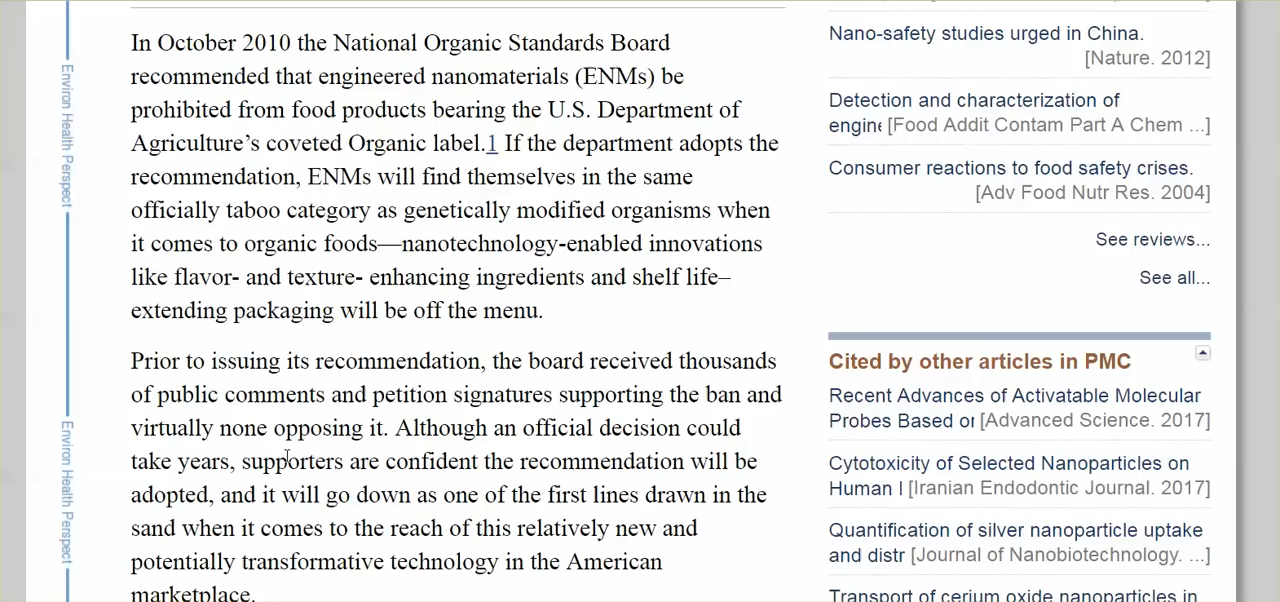 In October 2010 the National Organic Standards Board
recommended that engineered nanomaterials (ENMs) be
prohibited from food products bearing the U.S. Department of
Agriculture’s coveted Organic label.1 If the department adopts the
recommendation, ENMs will find themselves in the same
officially taboo category as genetically modified organisms when
it comes to organic foods—nanotechnology-enabled innovations
like flavor- and texture- enhancing ingredients and shelf life–
extending packaging will be off the menu.
Prior to issuing its recommendation, the board received thousands
of public comments and petition signatures supporting the ban and
virtually none opposing it. Although an official decision could
take years, supporters are confident the recommendation will be
adopted, and it will go down as one of the first lines drawn in the
sand when it comes to the reach of this relatively new and
potentially transformative technology in the American
marketplace.
Environ Health Perspect
Environ Health Perspect
Nano-safety studies urged in China.
[Nature. 2012]
Detection and characterization of
engine [Food Addit Contam Part A Chem ...]
Consumer reactions to food safety crises.
[Adv Food Nutr Res. 2004]
See reviews...
See all...
Cited by other articles in PMC
Recent Advances of Activatable Molecular
Probes Based or [Advanced Science. 2017]
Cytotoxicity of Selected Nanoparticles on
Human [Iranian Endodontic Journal. 2017]
Quantification of silver nanoparticle uptake
and distr [Journal of Nanobiotechnology. ...]
Transport of cerium oxide nanoparticles in